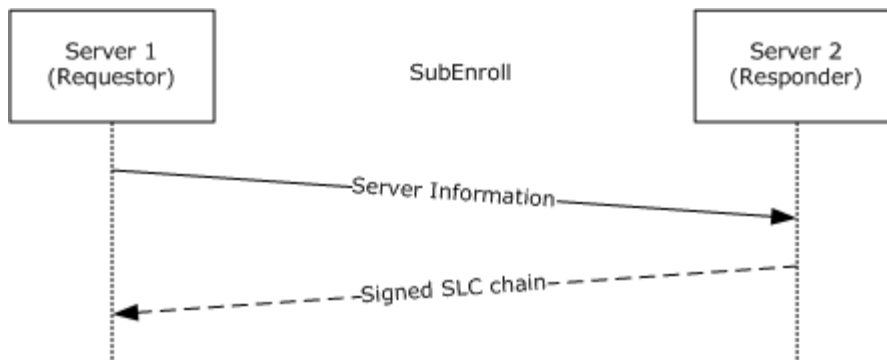 Server 1
(Requestor)
SubEnroll
Server 2
(Responder)
Server Information
Signed SLC chain